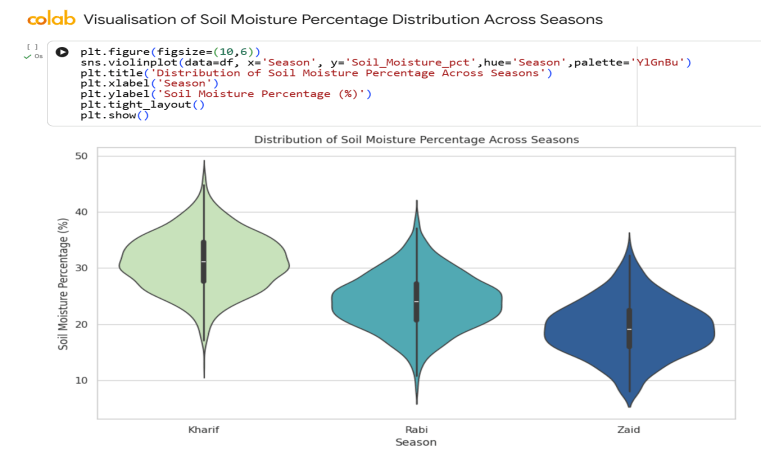 colab Visualisation of Soil Moisture Percentage Distribution Across Seasons
[ ]
✓ 0s
plt.figure(figsize=(10,6))
sns.violinplot(data=df, x='Season', y='Soil_Moisture_pct',hue='Season',palette='YlGnBu')
plt.title('Distribution of Soil Moisture Percentage Across Seasons')
plt.xlabel('Season')
plt.ylabel('Soil Moisture Percentage (%)')
plt.tight_layout()
plt.show()
Distribution of Soil Moisture Percentage Across Seasons
Soil Moisture Percentage (%)
50
40
30
20
10
Kharif Rabi Zaid
Season